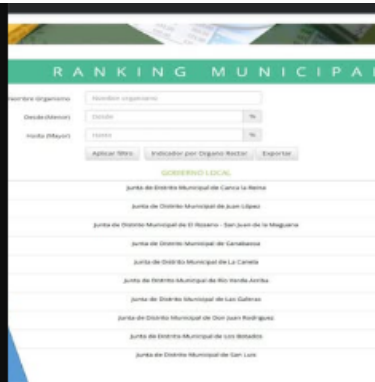 RANKING MUNICIPA
Nombre Organismo Nombre organismo
Desde(Menor) Desde %
Hasta (Mayor) Hasta %
Aplicar filtro Indicador por Organo Rector Exportar
GOBIERNO LOCAL
Junta de Distrito Municipal de Canca la Reina
Junta de Distrito Municipal de Juan López
Junta de Distrito Municipal de El Rosario - San Juan de la Maguana
Junta de Distrito Municipal de Canabacoa
Junta de Distrito Municipal de La Canela
Junta de Distrito Municipal de Río Verde Arriba
Junta de Distrito Municipal de Las Galeras
Junta de Distrito Municipal de Don Juan Rodríguez
Junta de Distrito Municipal de Los Botados
Junta de Distrito Municipal de San Luis